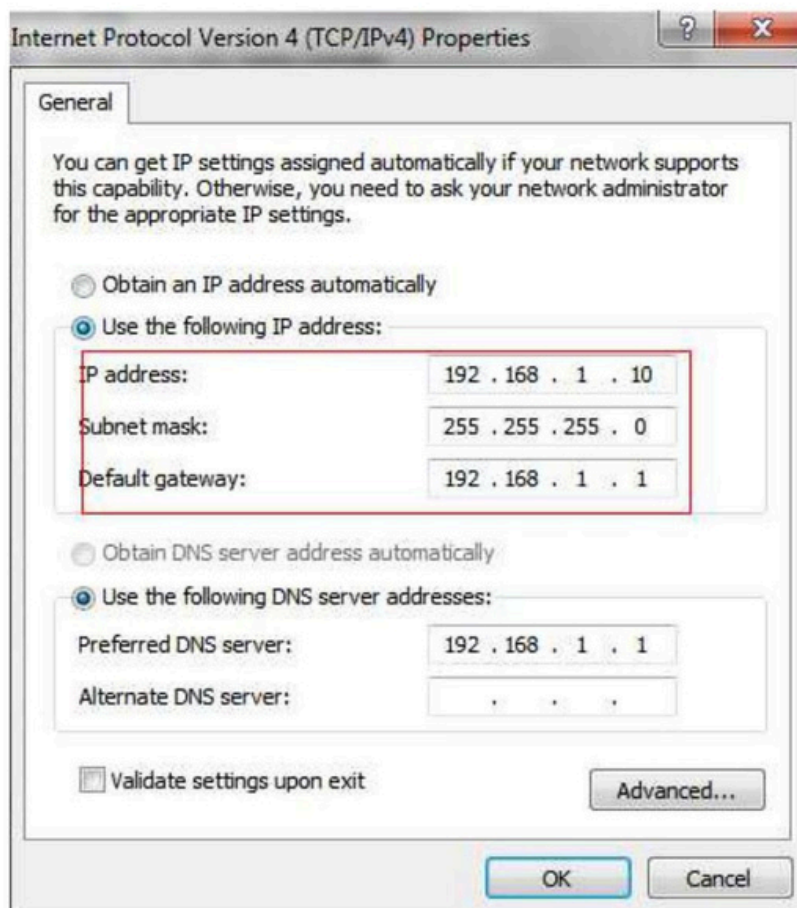 Internet Protocol Version 4 (TCP/IPv4) Properties
?
X
General
You can get IP settings assigned automatically if your network supports
this capability. Otherwise, you need to ask your network administrator
for the appropriate IP settings.
Obtain an IP address automatically
Use the following IP address:
IP address: 192 . 168 . 1 . 10
Subnet mask: 255 . 255 . 255 . 0
Default gateway: 192 . 168 . 1 . 1
Obtain DNS server address automatically
Use the following DNS server addresses:
Preferred DNS server: 192 . 168 . 1 . 1
Alternate DNS server: . . .
Validate settings upon exit
Advanced...
OK Cancel